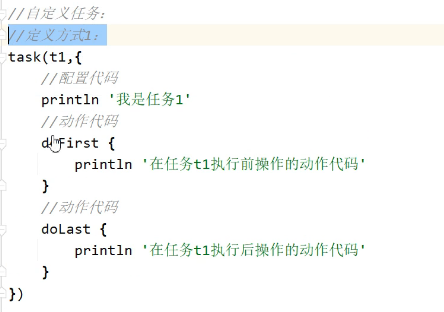 //自定义任务:
//定义方式1:
task(t1,{
    //配置代码
    println '我是任务1'
    //动作代码
    doFirst {
        println '在任务t1执行前操作的动作代码'
    }
    //动作代码
    doLast {
        println '在任务t1执行后操作的动作代码'
    }
})